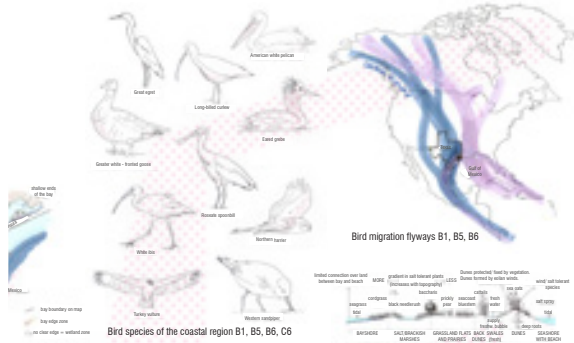 American white pelican
Great egret
Long-billed curlew
Eared grebe
Greater white - fronted goose
Roseate spoonbill
shallow ends
of the bay
White ibis
Northern harrier
Gulf of
Mexico
Bird migration flyways B1, B5, B6
Mexico
bay boundary on map
bay-edge zone
no clear edge = wetland zone
Turkey vulture
Western sandpiper
Bird species of the coastal region B1, B5, B6, C6
limited connection over land
between bay and beach
MORE
gradient in salt tolerant plants
(increases with topography)
LESS
Dunes protected/ fixed by vegetation.
Dunes formed by eolian winds.
wind/ salt tolerant
species
baccharis
cattails
sea oats
cordgrass
prickly
pear
seacoast
bluestem
fresh
water
salt spray
seagrass
black needlerush
tidal
tidal
deep roots
BAYSHORE
SALT/BRACKISH
MARSHES
GRASSLAND FLATS
AND PRAIRIES
BACK
DUNES
SWALES
(fresh)
DUNES
SEASHORE
WITH BEACH